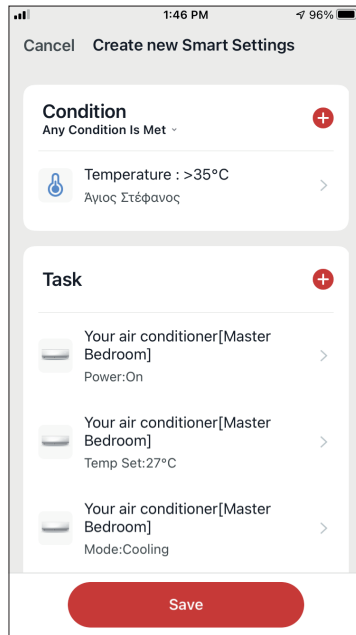 1:46 PM
96%
Cancel Create new Smart Settings
Condition
Any Condition Is Met
Temperature : >35°C
Άγιος Στέφανος
Task
Your air conditioner[Master
Bedroom]
Power:On
Your air conditioner[Master
Bedroom]
Temp Set:27°C
Your air conditioner[Master
Bedroom]
Mode:Cooling
Save